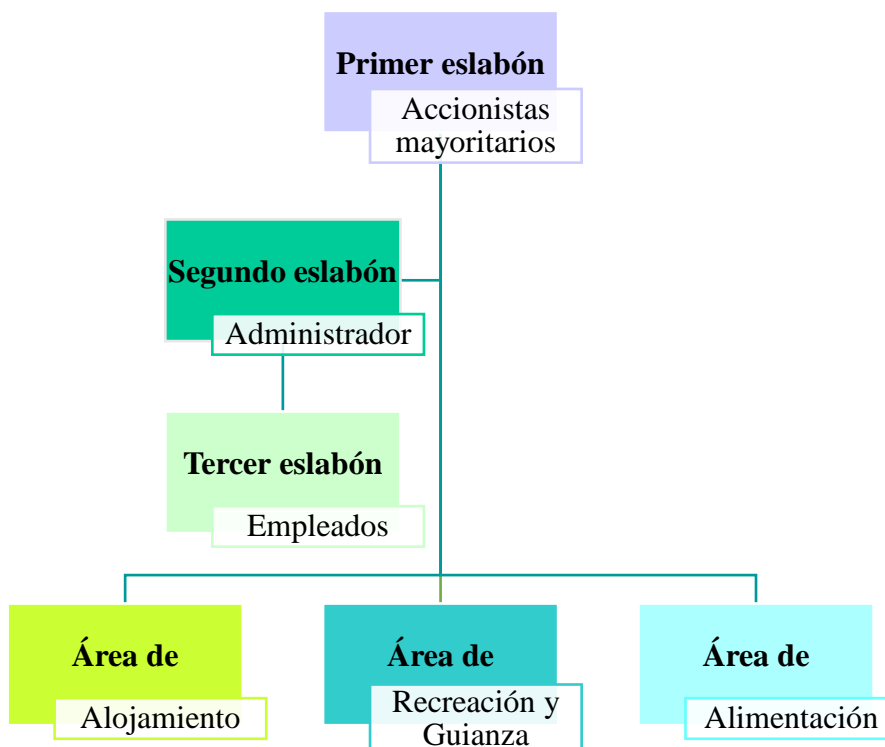 Primer eslabón
Accionistas
mayoritarios
Segundo eslabón
Administrador
Tercer eslabón
Empleados
Área de
Alojamiento
Área de
Recreación y
Guianza
Área de
Alimentación